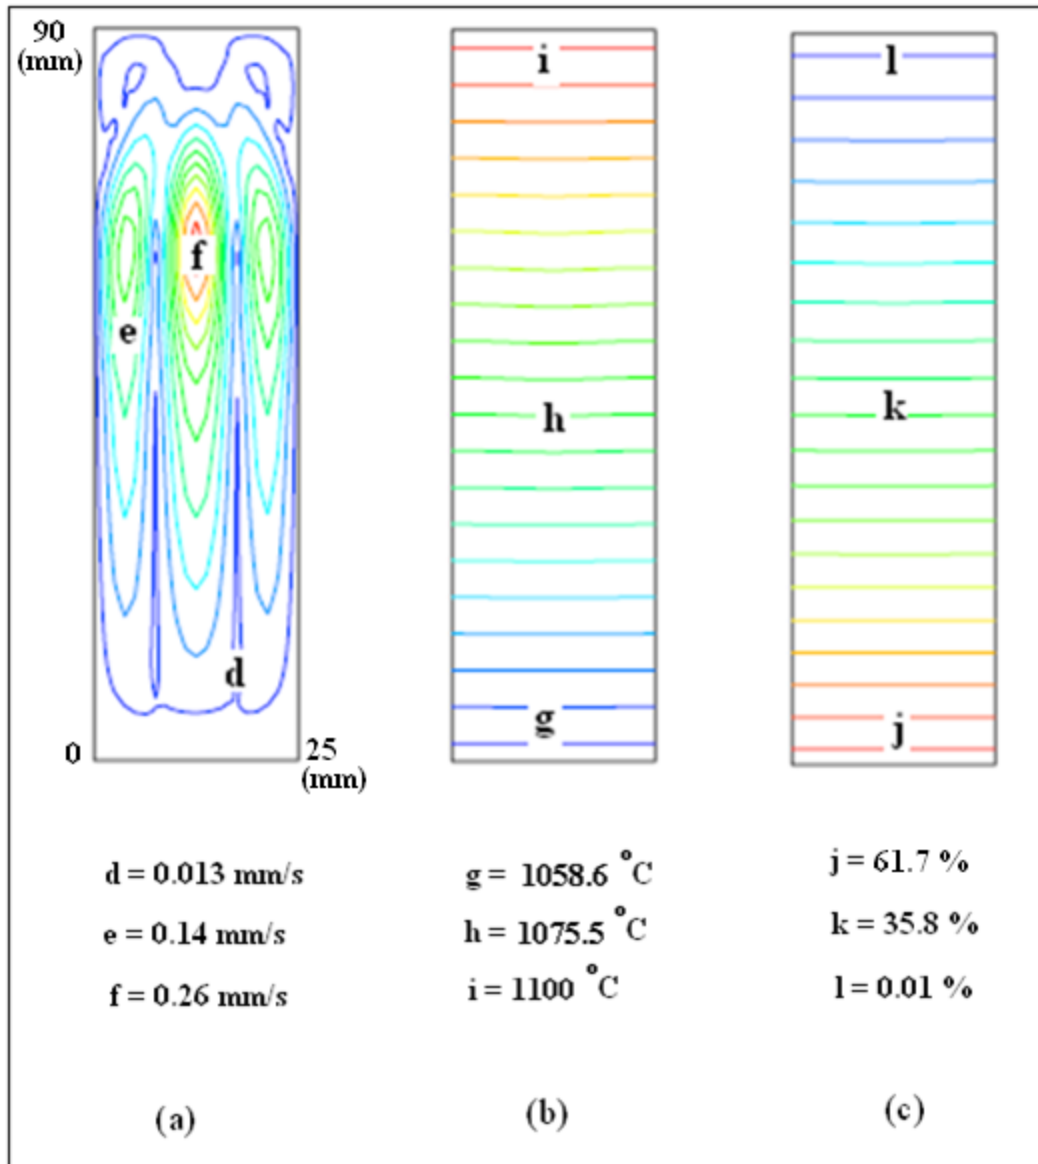 90
(mm)
i
l
f
e
h
k
d
g
j
0
25
(mm)
d = 0.013 mm/s
e = 0.14 mm/s
f = 0.26 mm/s
g = 1058.6 °C
h = 1075.5 °C
i = 1100 °C
j = 61.7 %
k = 35.8 %
l = 0.01 %
(a)
(b)
(c)